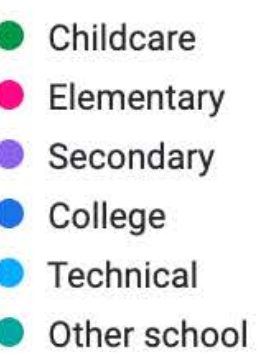 Childcare
Elementary
Secondary
College
Technical
Other school